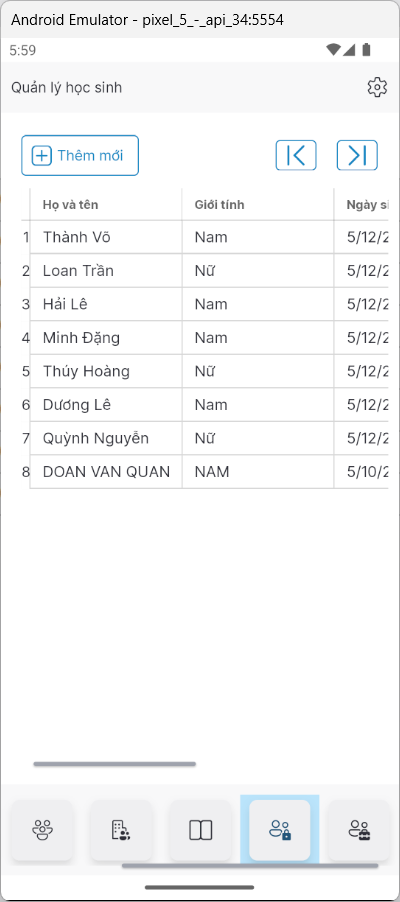 Android Emulator - pixel_5_-_api_34:5554
5:59
Quản lý học sinh
Thêm mới
Họ và tên Giới tính Ngày si
1 Thành Võ Nam 5/12/2
2 Loan Trần Nữ 5/12/2
3 Hải Lê Nam 5/12/2
4 Minh Đặng Nam 5/12/2
5 Thúy Hoàng Nữ 5/12/2
6 Dương Lê Nam 5/12/2
7 Quỳnh Nguyễn Nữ 5/12/2
8 DOAN VAN QUAN NAM 5/10/2